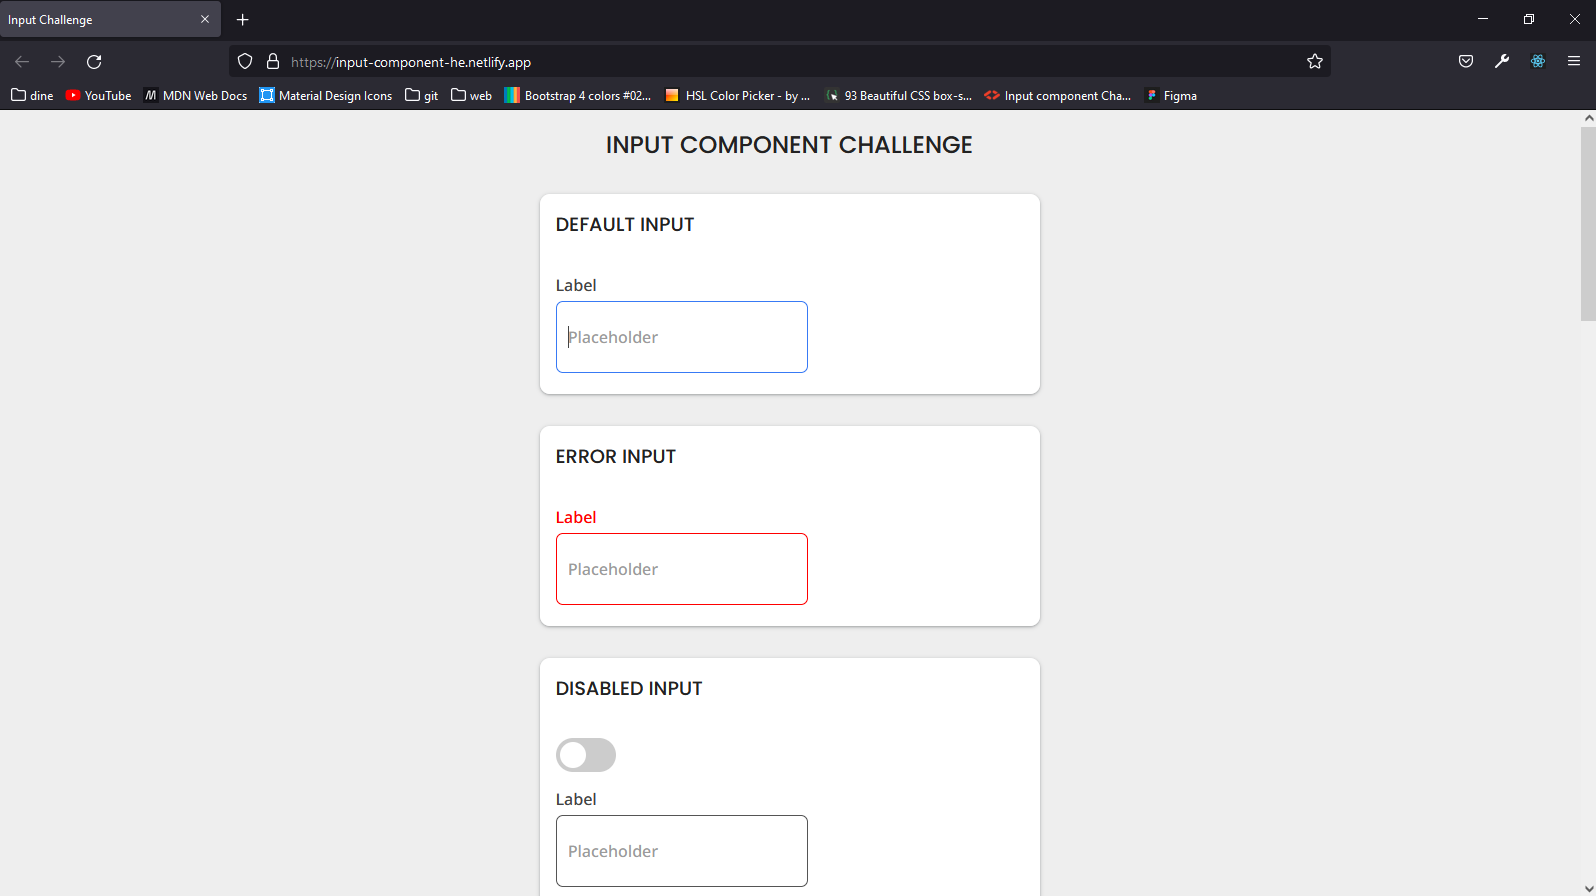 Input Challenge
https://input-component-he.netlify.app
dine YouTube MDN Web Docs Material Design Icons git web Bootstrap 4 colors #02... HSL Color Picker - by ... 93 Beautiful CSS box-s... Input component Cha... Figma
INPUT COMPONENT CHALLENGE
DEFAULT INPUT
Label
Placeholder
ERROR INPUT
Label
Placeholder
DISABLED INPUT
Label
Placeholder